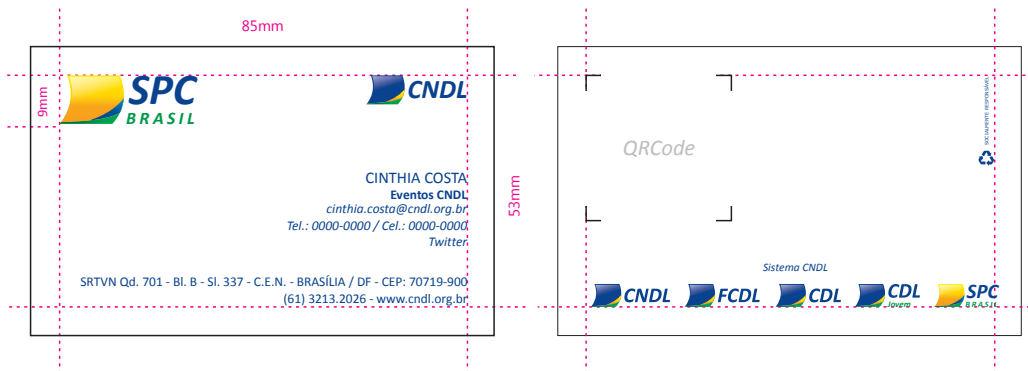 85mm
9mm
SPC
BRASIL
CNDL
CINTHIA COSTA
Eventos CNDL
cinthia.costa@cndl.org.br
Tel.: 0000-0000 / Cel.: 0000-0000
Twitter
SRTVN Qd. 701 - Bl. B - Sl. 337 - C.E.N. - BRASÍLIA / DF - CEP: 70719-900
(61) 3213.2026 - www.cndl.org.br
53mm
QRCode
SOCIALMENTE RESPONSÁVEL
Sistema CNDL
CNDL
FCDL
CDL
CDL
Jovem
SPC
BRASIL